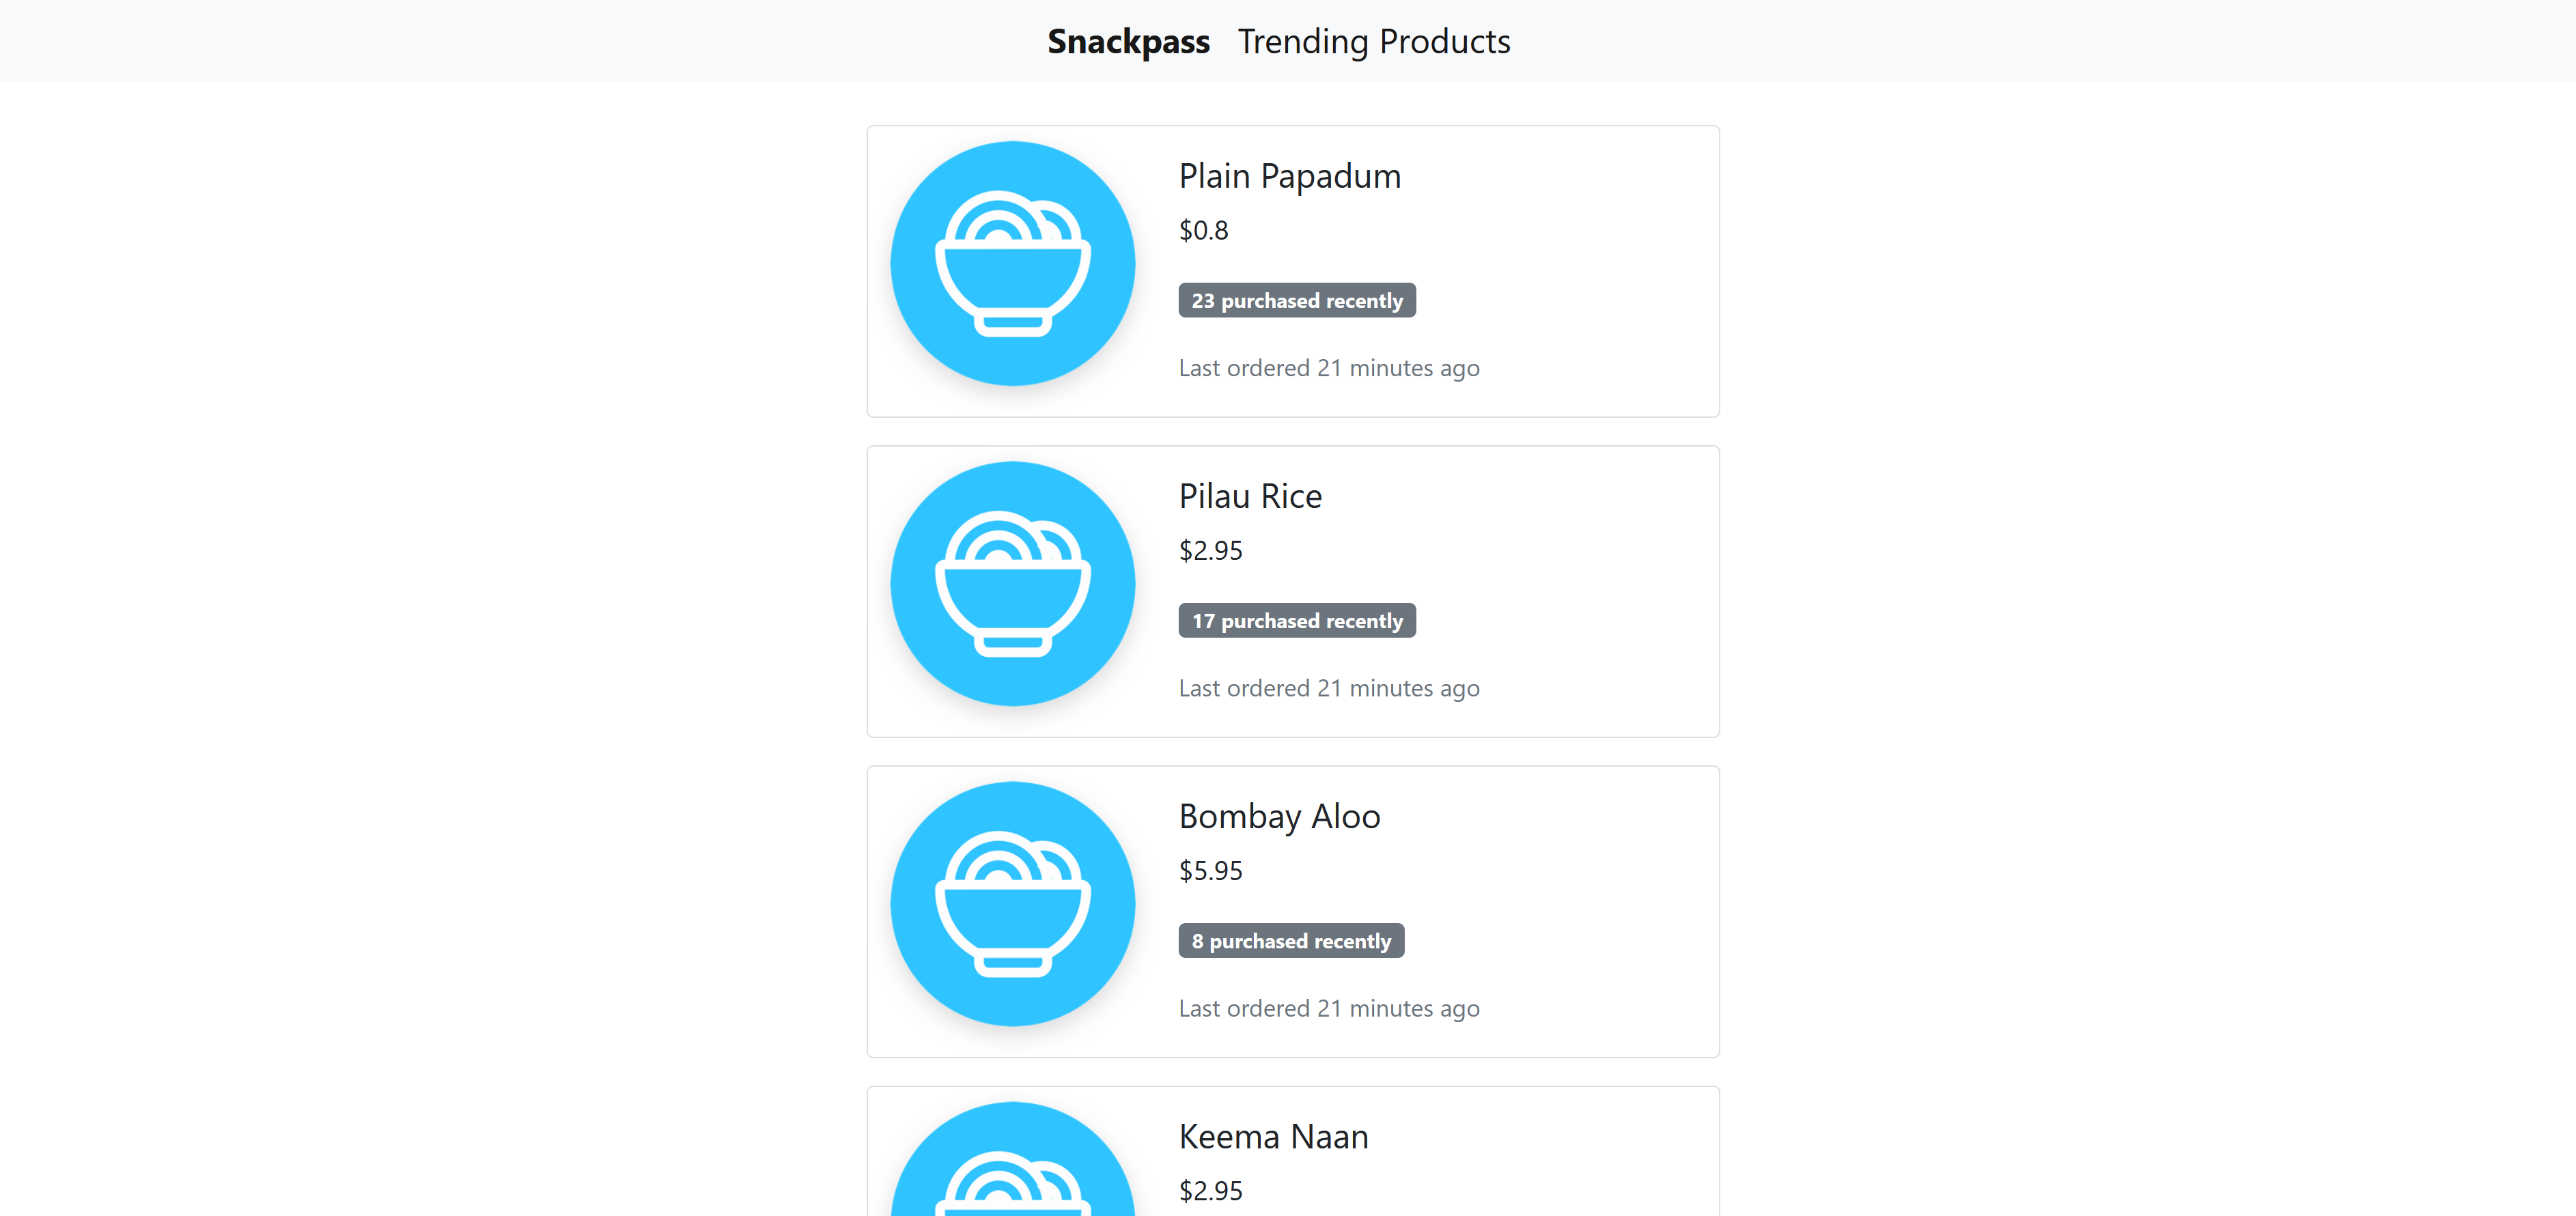 Snackpass Trending Products
Plain Papadum
$0.8
23 purchased recently
Last ordered 21 minutes ago
Pilau Rice
$2.95
17 purchased recently
Last ordered 21 minutes ago
Bombay Aloo
$5.95
8 purchased recently
Last ordered 21 minutes ago
Keema Naan
$2.95